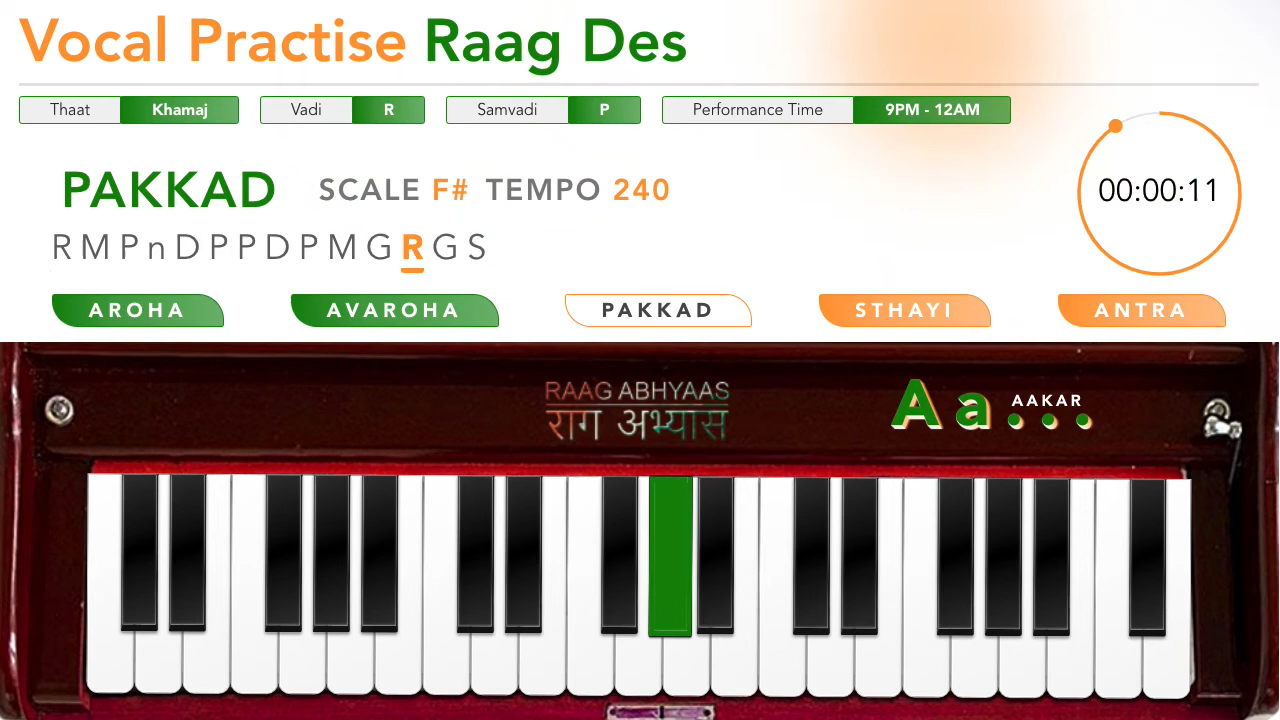 Vocal Practise Raag Des
Thaat Khamaj Vadi R Samvadi P Performance Time 9PM - 12AM
PAKKAD SCALE F# TEMPO 240
00:00:11
R M P n D P P D P M G R G S
AROHA AVAROHA PAKKAD STHAYI ANTRA
RAAG ABHYAAS
राग अभ्यास
A a . . . AAKAR